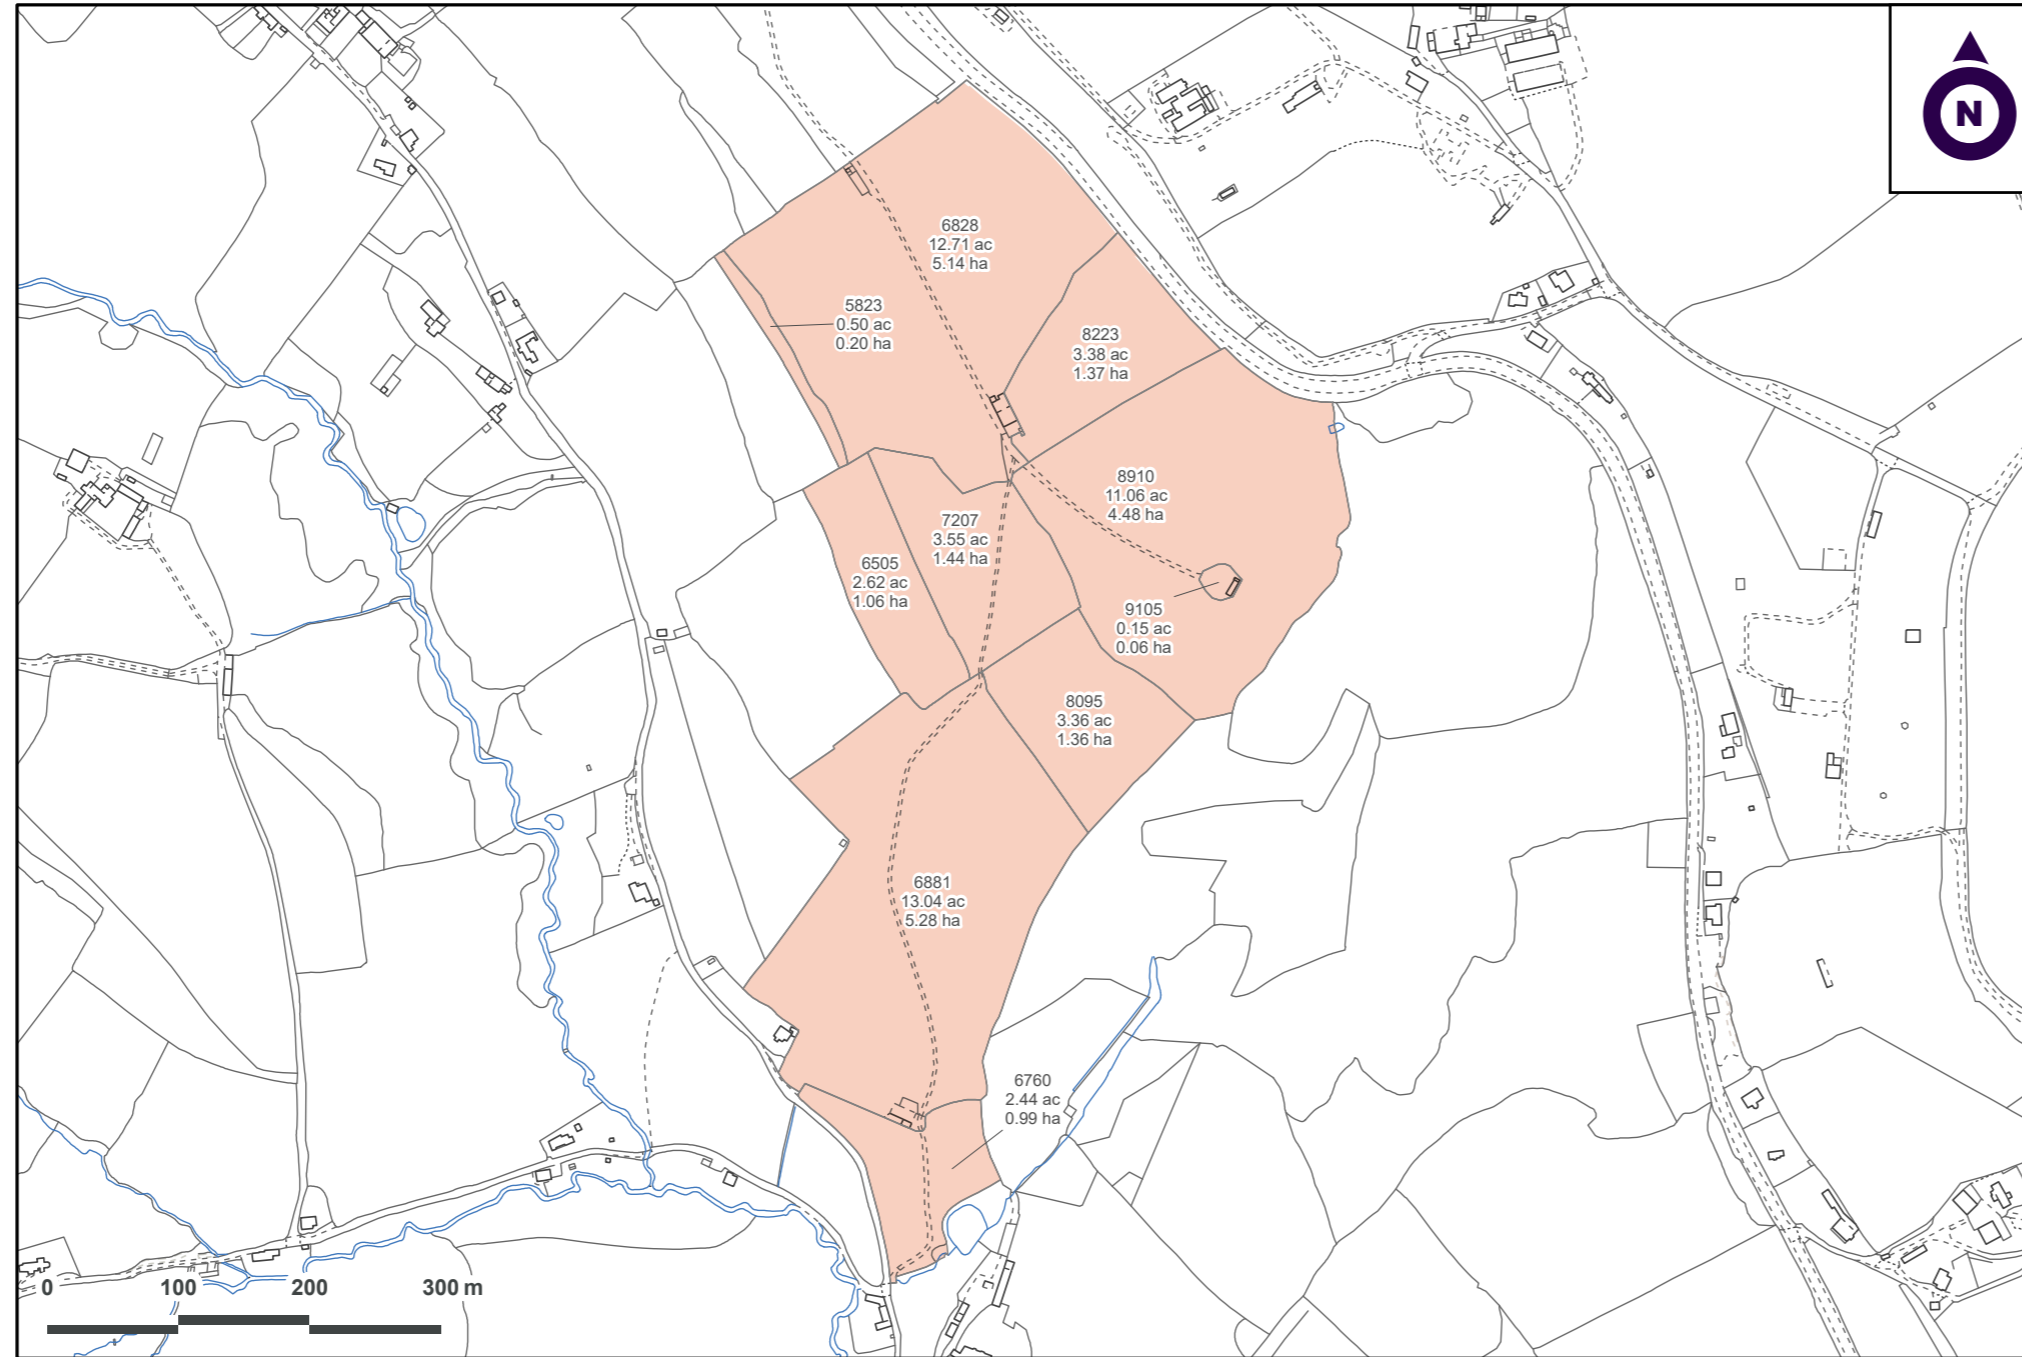 N
6828
12.71 ac
5.14 ha
5823
0.50 ac
0.20 ha
8223
3.38 ac
1.37 ha
8910
11.06 ac
4.48 ha
7207
3.55 ac
1.44 ha
6505
2.62 ac
1.06 ha
9105
0.15 ac
0.06 ha
8095
3.36 ac
1.36 ha
6881
13.04 ac
5.28 ha
6760
2.44 ac
0.99 ha
0 100 200 300 m